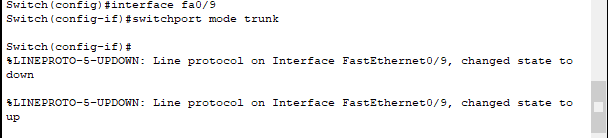 Switch(config)#interface fa0/9
Switch(config-if)#switchport mode trunk
Switch(config-if)#
%LINEPROTO-5-UPDOWN: Line protocol on Interface FastEthernet0/9, changed state to
down
%LINEPROTO-5-UPDOWN: Line protocol on Interface FastEthernet0/9, changed state to
up